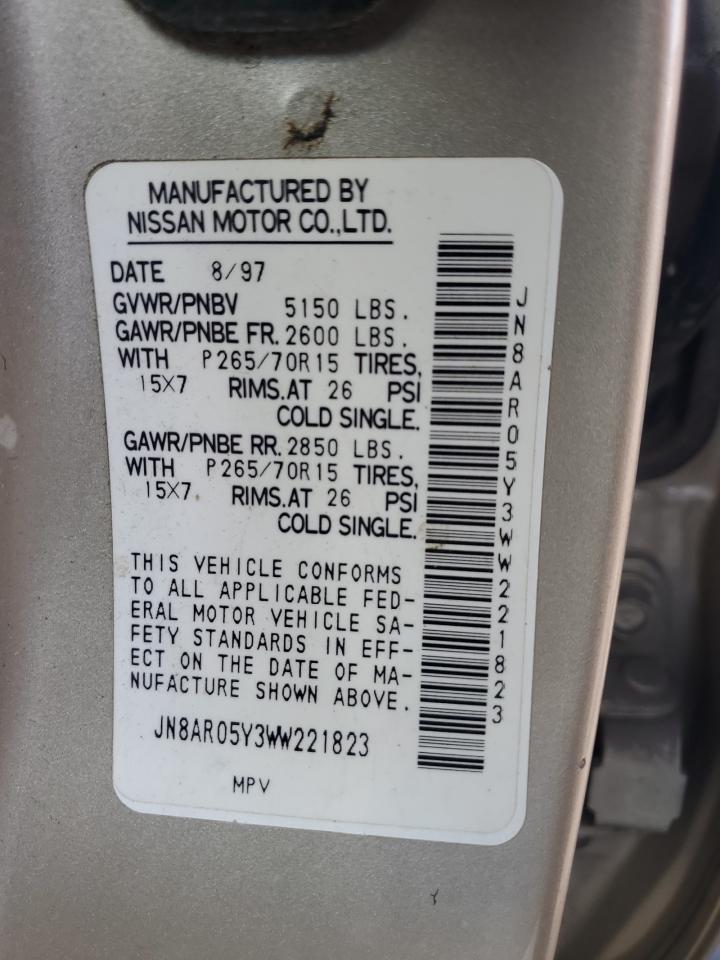 MANUFACTURED BY
NISSAN MOTOR CO.,LTD.
DATE 8/97
GVWR/PNBV 5150 LBS.
GAWR/PNBE FR. 2600 LBS.
WITH P265/70R15 TIRES,
15X7 RIMS.AT 26 PSI
COLD SINGLE.
GAWR/PNBE RR. 2850 LBS.
WITH P265/70R15 TIRES,
15X7 RIMS.AT 26 PSI
COLD SINGLE.
THIS VEHICLE CONFORMS
TO ALL APPLICABLE FED-
ERAL MOTOR VEHICLE SA-
FETY STANDARDS IN EFF-
ECT ON THE DATE OF MA-
NUFACTURE SHOWN ABOVE.
JN8AR05Y3WW221823
MPV
JN8AR05Y3WW221823